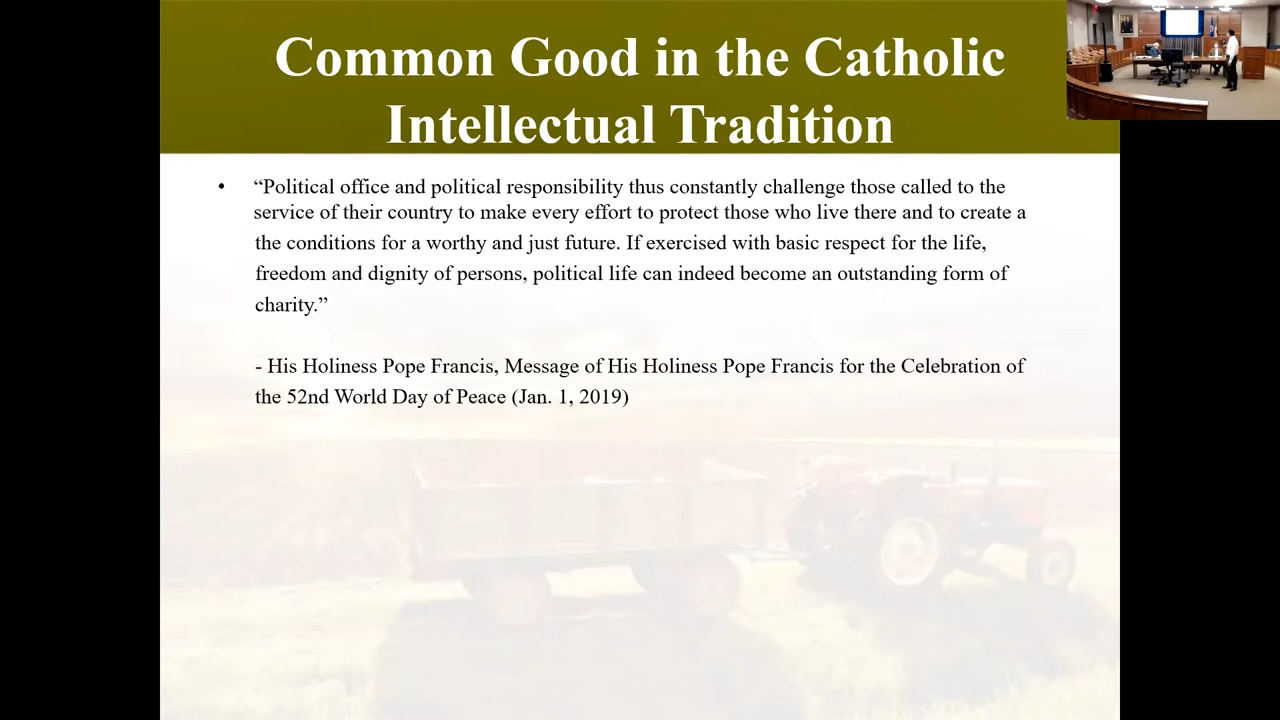 Common Good in the Catholic
Intellectual Tradition
• “Political office and political responsibility thus constantly challenge those called to the
service of their country to make every effort to protect those who live there and to create a
the conditions for a worthy and just future. If exercised with basic respect for the life,
freedom and dignity of persons, political life can indeed become an outstanding form of
charity.”
- His Holiness Pope Francis, Message of His Holiness Pope Francis for the Celebration of
the 52nd World Day of Peace (Jan. 1, 2019)